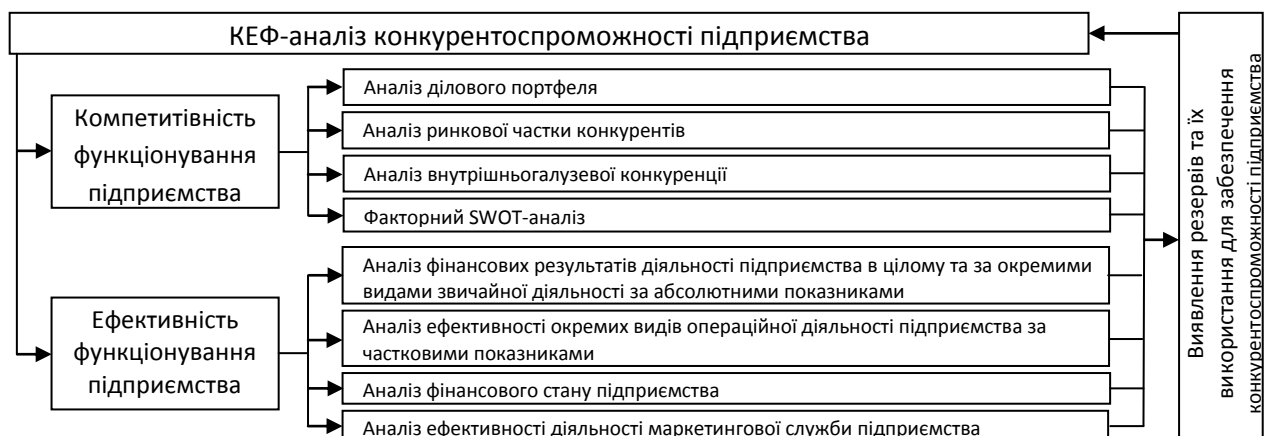 КЕФ-аналіз конкурентоспроможності підприємства
Компетитівність
функціонування
підприємства
Аналіз ділового портфеля
Аналіз ринкової частки конкурентів
Аналіз внутрішньогалузевої конкуренції
Факторний SWOT-аналіз
Ефективність
функціонування
підприємства
Аналіз фінансових результатів діяльності підприємства в цілому та за окремими
видами звичайної діяльності за абсолютними показниками
Аналіз ефективності окремих видів операційної діяльності підприємства за
частковими показниками
Аналіз фінансового стану підприємства
Аналіз ефективності діяльності маркетингової служби підприємства
Виявлення резервів та їх
використання для забезпечення
конкурентоспроможності підприємства